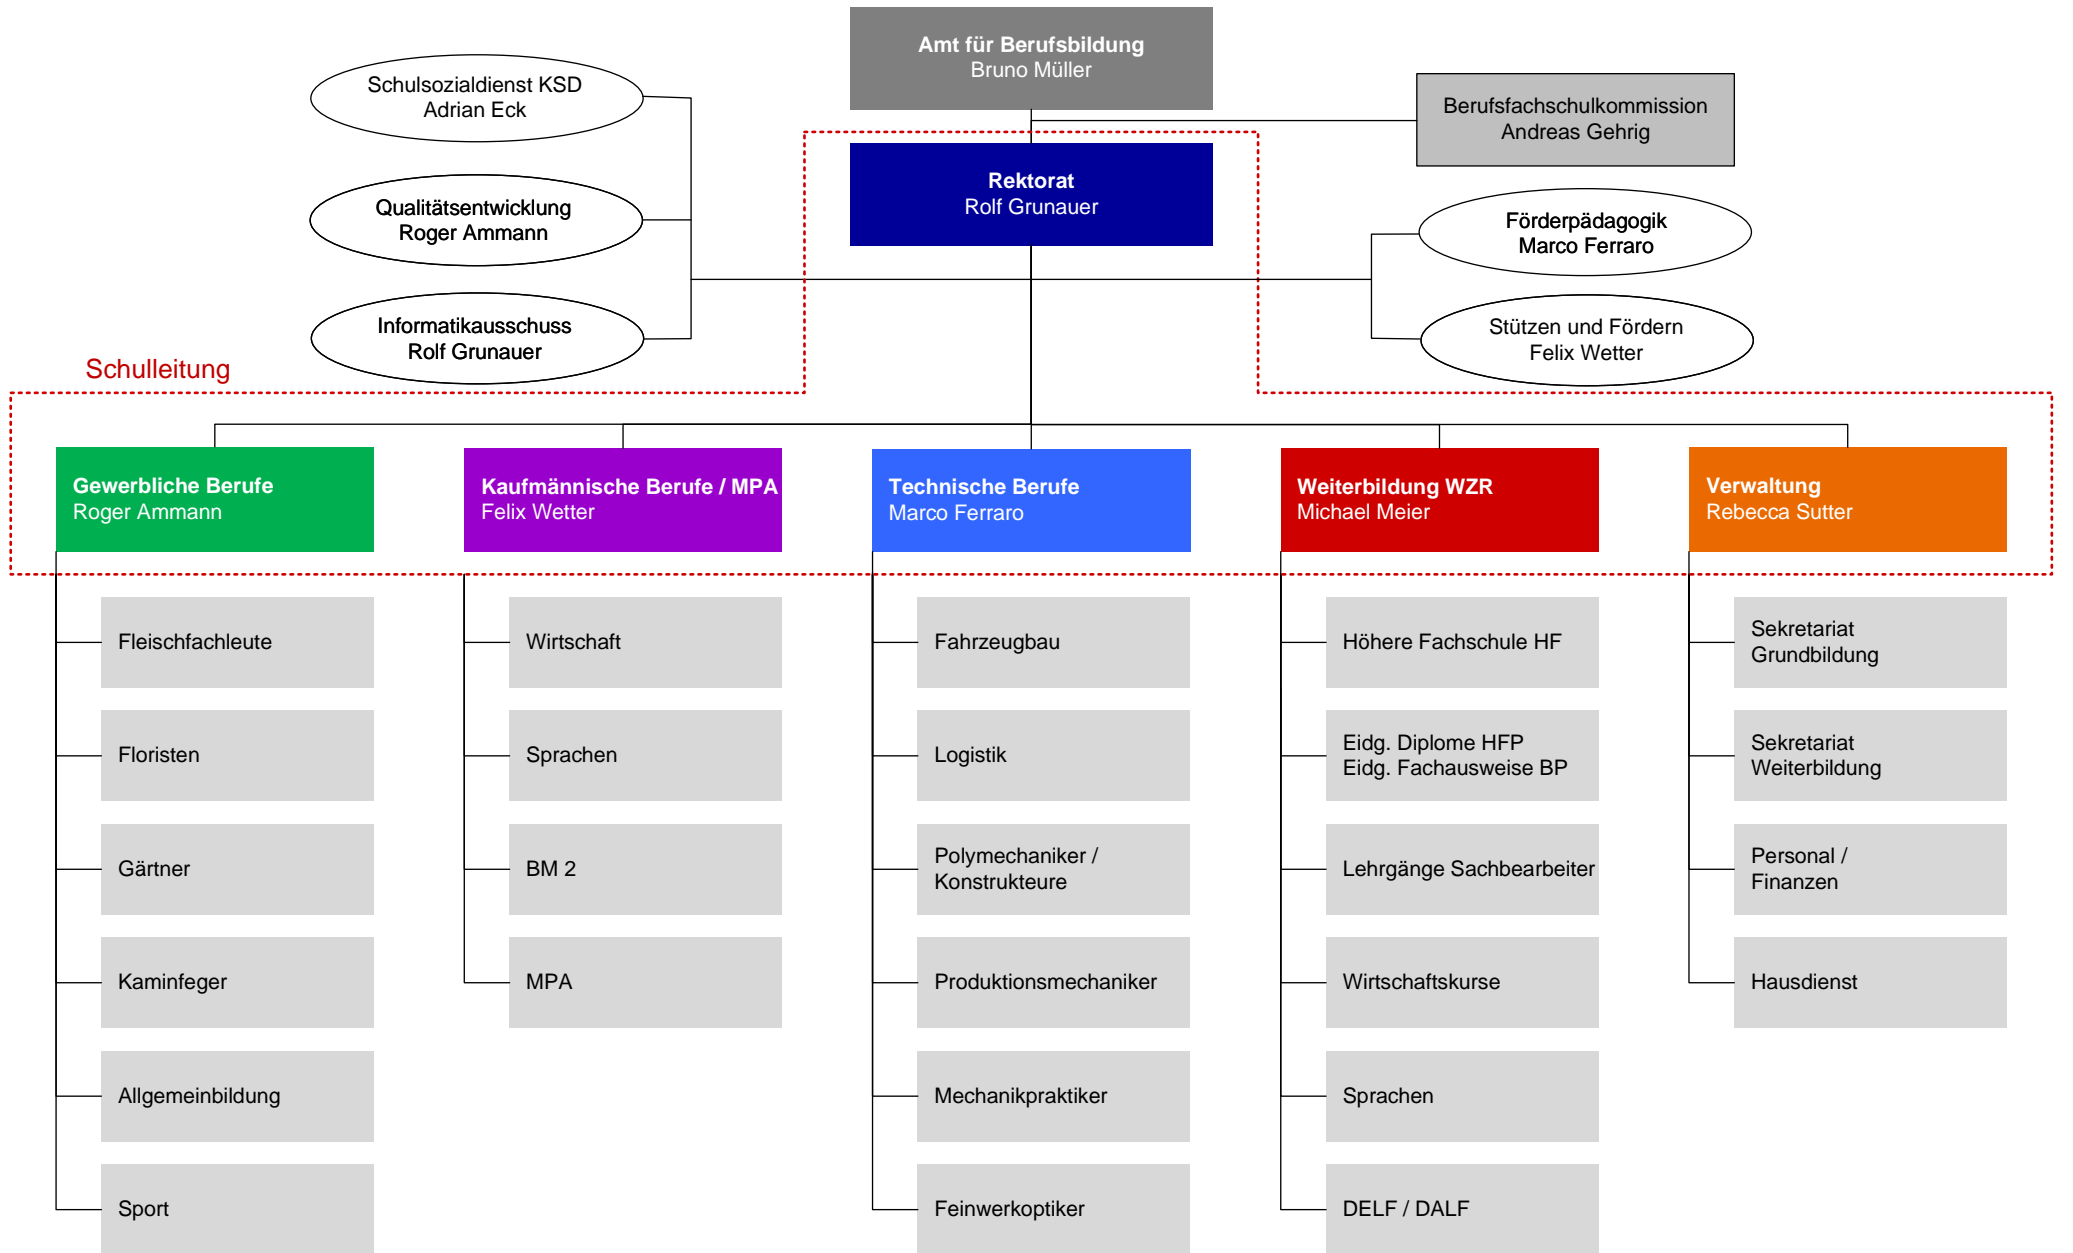 Amt für Berufsbildung
Bruno Müller
Schulsozialdienst KSD
Adrian Eck
Berufsfachschulkommission
Andreas Gehrig
Rektorat
Rolf Grunauer
Qualitätsentwicklung
Roger Ammann
Förderpädagogik
Marco Ferraro
Informatikausschuss
Rolf Grunauer
Stützen und Fördern
Felix Wetter
Schulleitung
Gewerbliche Berufe
Roger Ammann
Kaufmännische Berufe / MPA
Felix Wetter
Technische Berufe
Marco Ferraro
Weiterbildung WZR
Michael Meier
Verwaltung
Rebecca Sutter
Fleischfachleute
Floristen
Gärtner
Kaminfeger
Allgemeinbildung
Sport
Wirtschaft
Sprachen
BM 2
MPA
Fahrzeugbau
Logistik
Polymechaniker /
Konstrukteure
Produktionsmechaniker
Mechanikpraktiker
Feinwerkoptiker
Höhere Fachschule HF
Eidg. Diplome HFP
Eidg. Fachausweise BP
Lehrgänge Sachbearbeiter
Wirtschaftskurse
Sprachen
DELF / DALF
Sekretariat
Grundbildung
Sekretariat
Weiterbildung
Personal /
Finanzen
Hausdienst